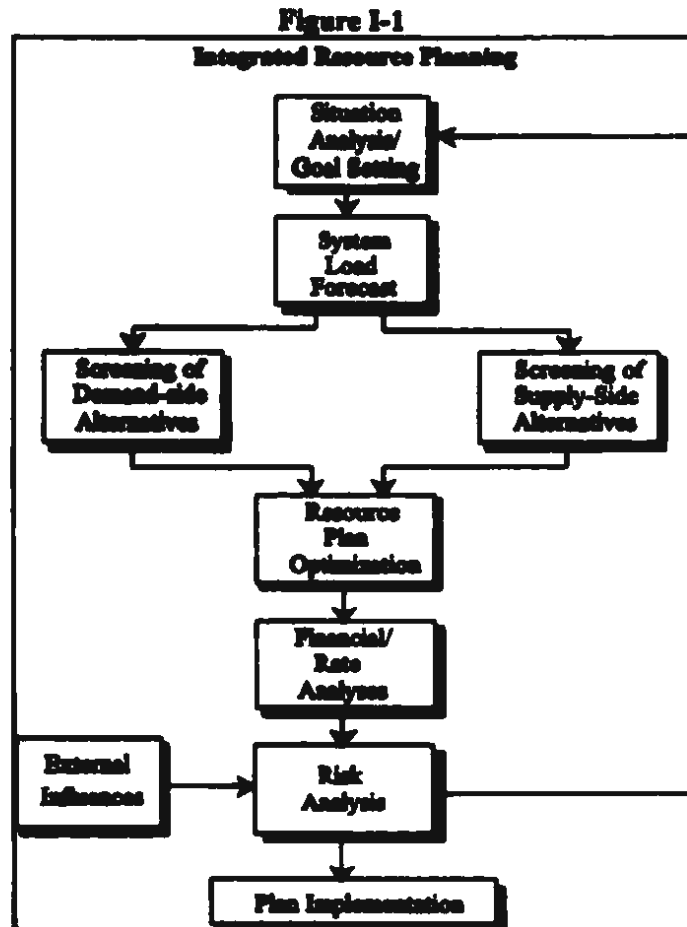 Figure I-1
Integrated Resource Planning
Situation
Analysis/
Goal Setting
System
Load
Forecast
Screening of
Demand-side
Alternatives
Screening of
Supply-Side
Alternatives
Resource
Plan
Optimization
Financial/
Rate
Analyses
External
Influences
Risk
Analysis
Plan Implementation